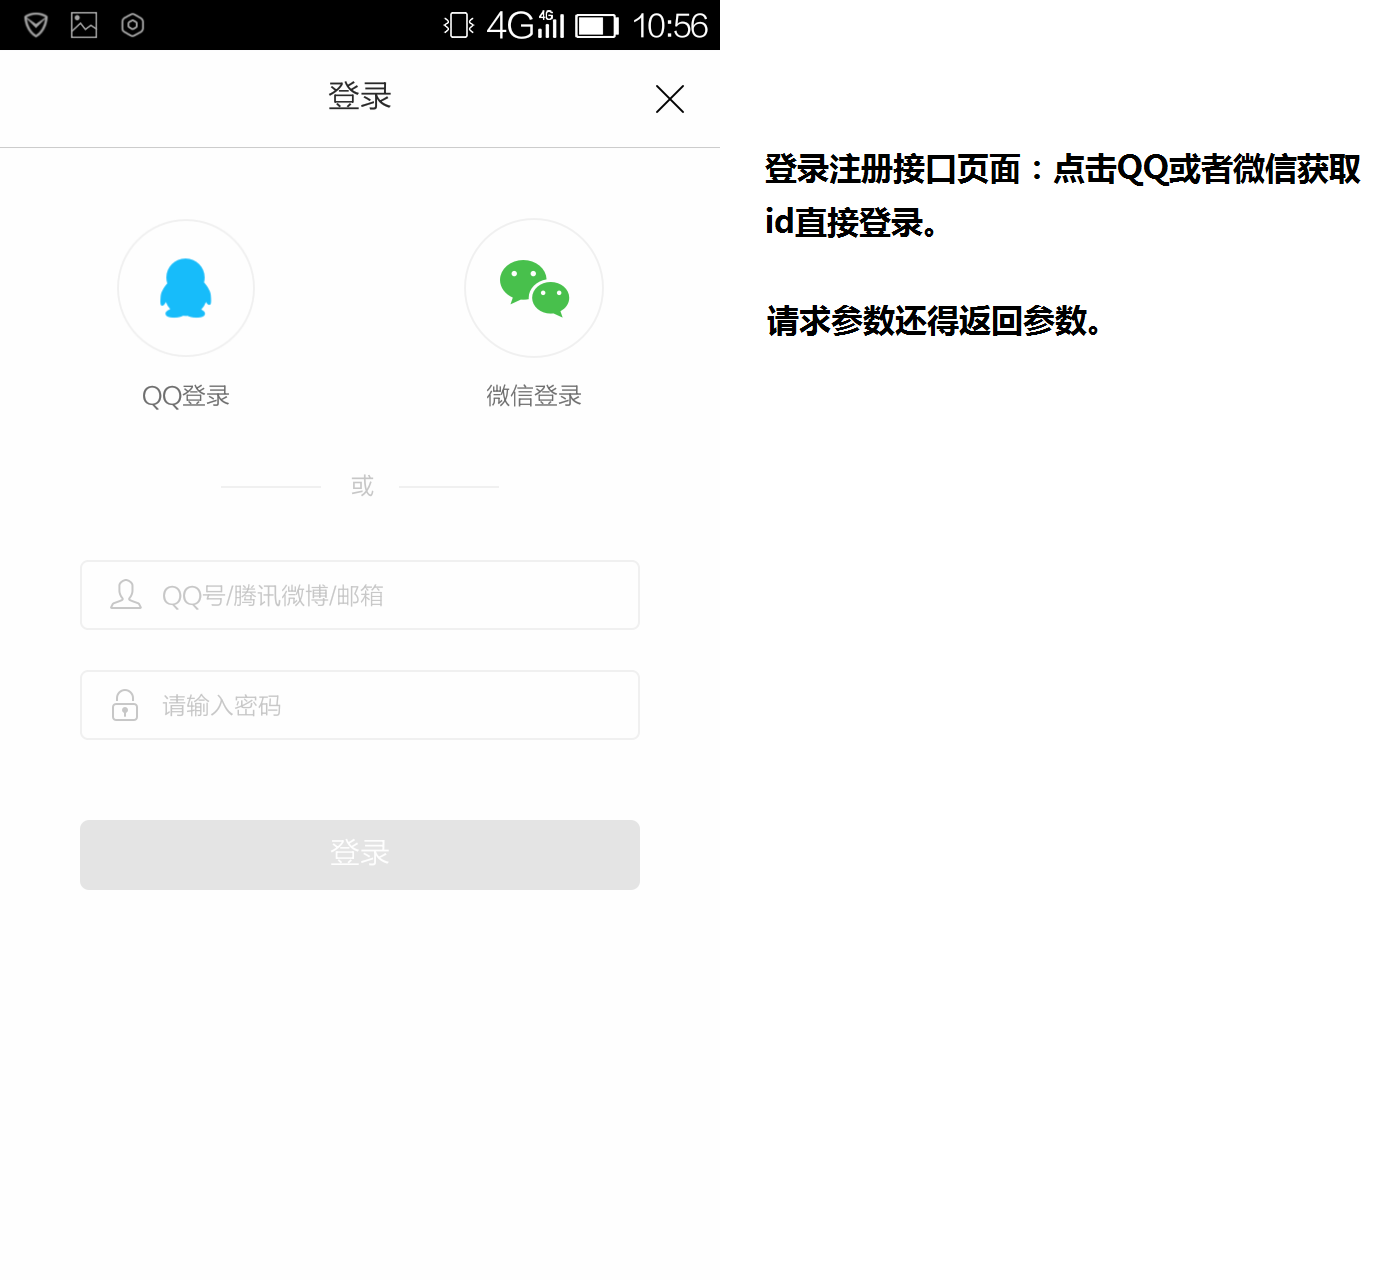 4G 4G 10:56
登录
登录注册接口页面：点击QQ或者微信获取
id直接登录。
请求参数还得返回参数。
QQ登录
微信登录
或
QQ号/腾讯微博/邮箱
请输入密码
登录